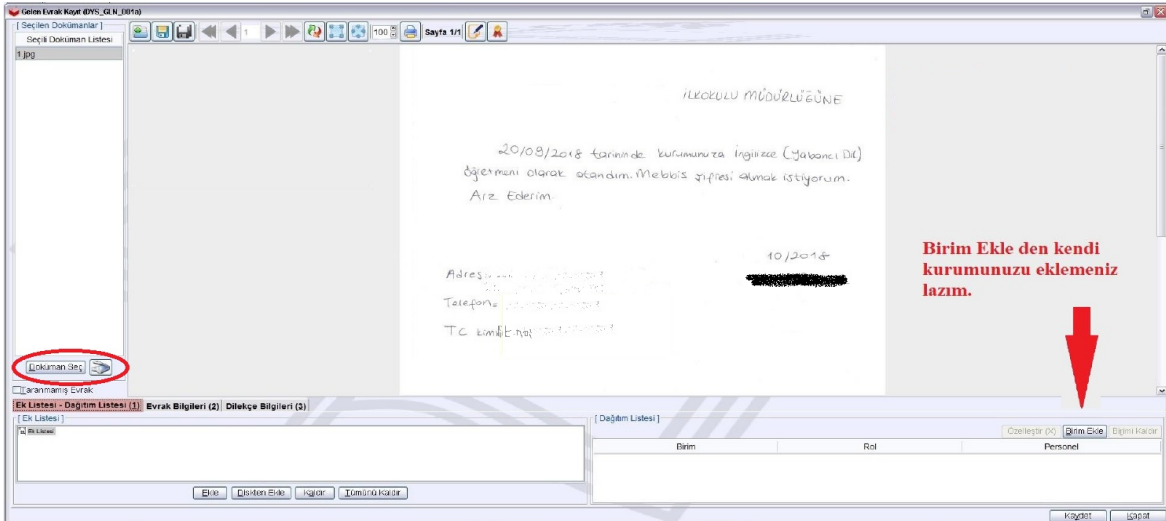 Gelen Evrak Kayıt (DYS_GLN_001a)
[ Seçilen Dokümanlar ]
Seçili Doküman Listesi
1.jpg
1
100
Sayfa 1/1
İLKOKULU MÜDÜRLÜĞÜNE
20/09/2018 tarihinde kurumunuza İngilizce (Yabancı Dil)
öğretmeni olarak atandım. Mebbis şifresi almak istiyorum.
Arz Ederim.
10/2018
Adres
Telefon
TC kimlik no
Birim Ekle den kendi
kurumunuzu eklemeniz
lazım.
Doküman Seç
Taranmamış Evrak
Ek Listesi - Dağıtım Listesi (1)
Evrak Bilgileri (2)
Dilekçe Bilgileri (3)
[ Ek Listesi ]
Ek Listesi
Ekle
Diskten Ekle
Kaldır
Tümünü Kaldır
[ Dağıtım Listesi ]
Özelleştir (X)
Birim Ekle
Birimi Kaldır
Birim
Rol
Personel
Kaydet
Kapat